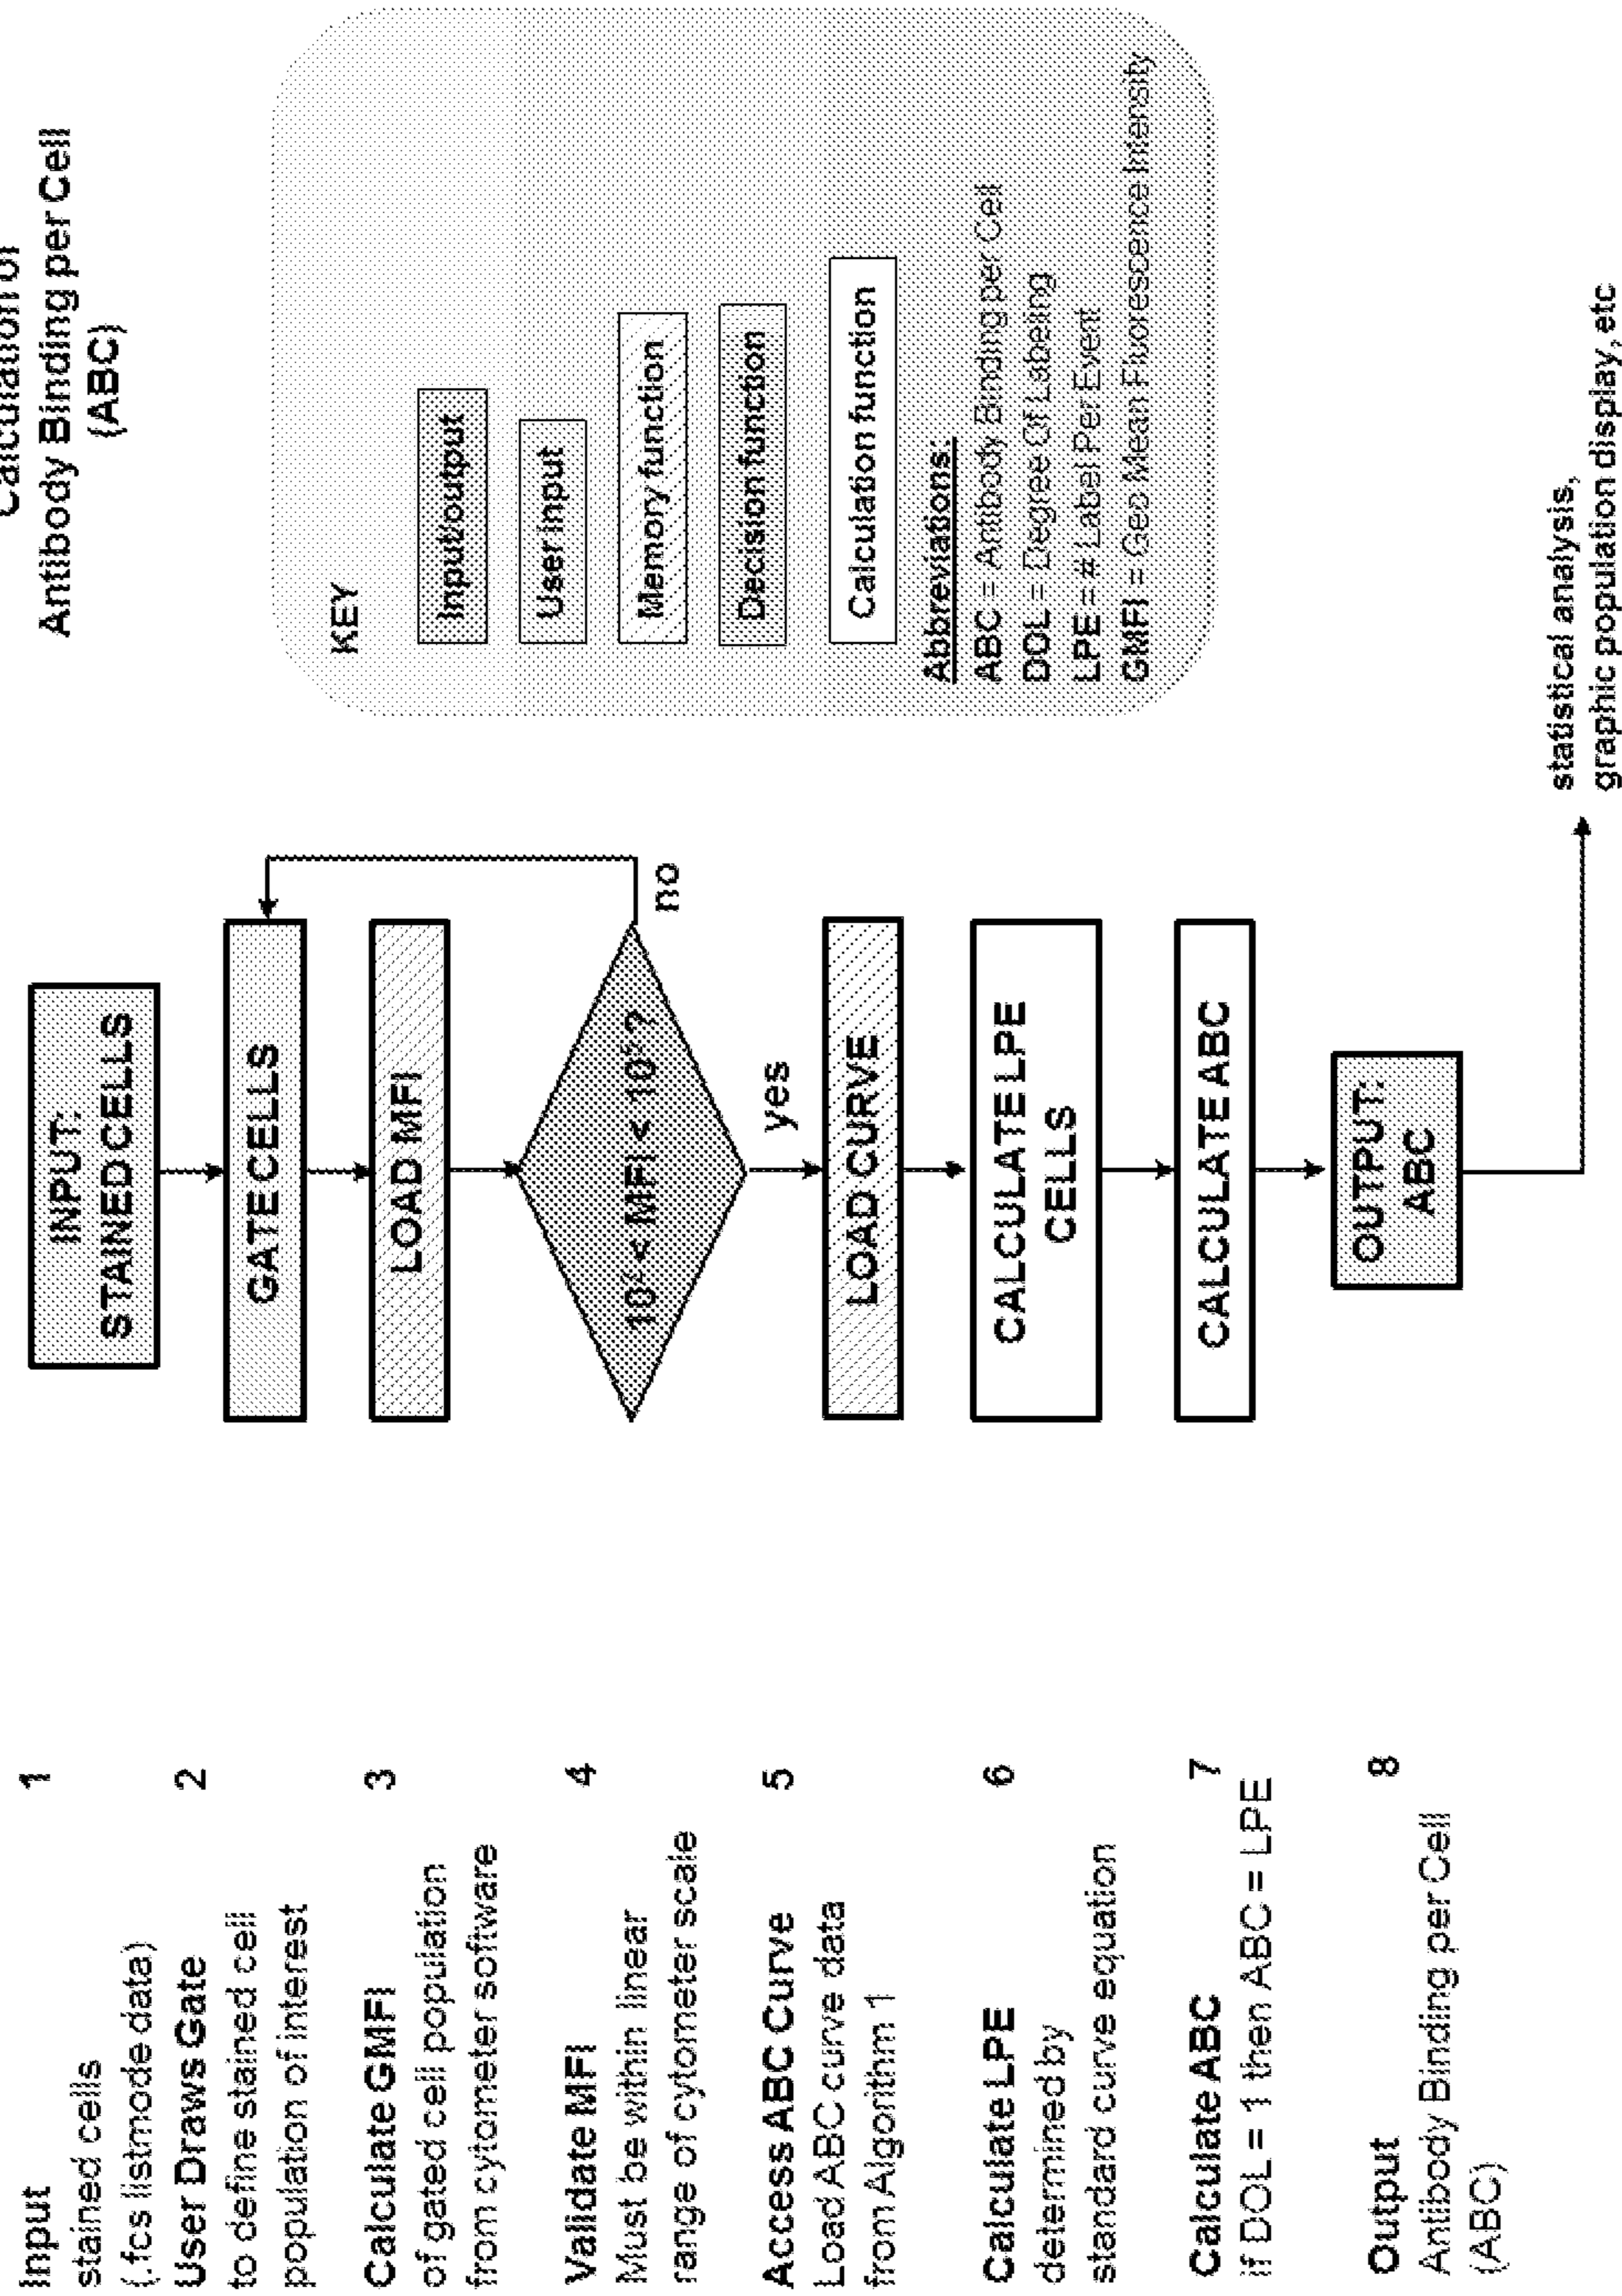 Calculation of
Antibody Binding per Cell
(ABC)
Input 1
stained cells
(.fcs listmode data)
User Draws Gate 2
to define stained cell
population of interest
Calculate GMFI 3
of gated cell population
from cytometer software
Validate MFI 4
Must be within linear
range of cytometer scale
Access ABC Curve 5
Load ABC curve data
from Algorithm 1
Calculate LPE 6
determined by
standard curve equation
Calculate ABC 7
if DOL = 1 then ABC = LPE
Output 8
Antibody Binding per Cell
(ABC)
INPUT:
STAINED CELLS
GATE CELLS
LOAD MFI
< MFI < ?
no
yes
LOAD CURVE
CALCULATE LPE
CELLS
CALCULATE ABC
OUTPUT:
ABC
statistical analysis,
graphic population display, etc
KEY
Input/output
User input
Memory function
Decision function
Calculation function
Abbreviations:
ABC = Antibody Binding per Cell
DOL = Degree Of Labeling
LPE = # Label Per Event
GMFI = Geo Mean Fluorescence Intensity